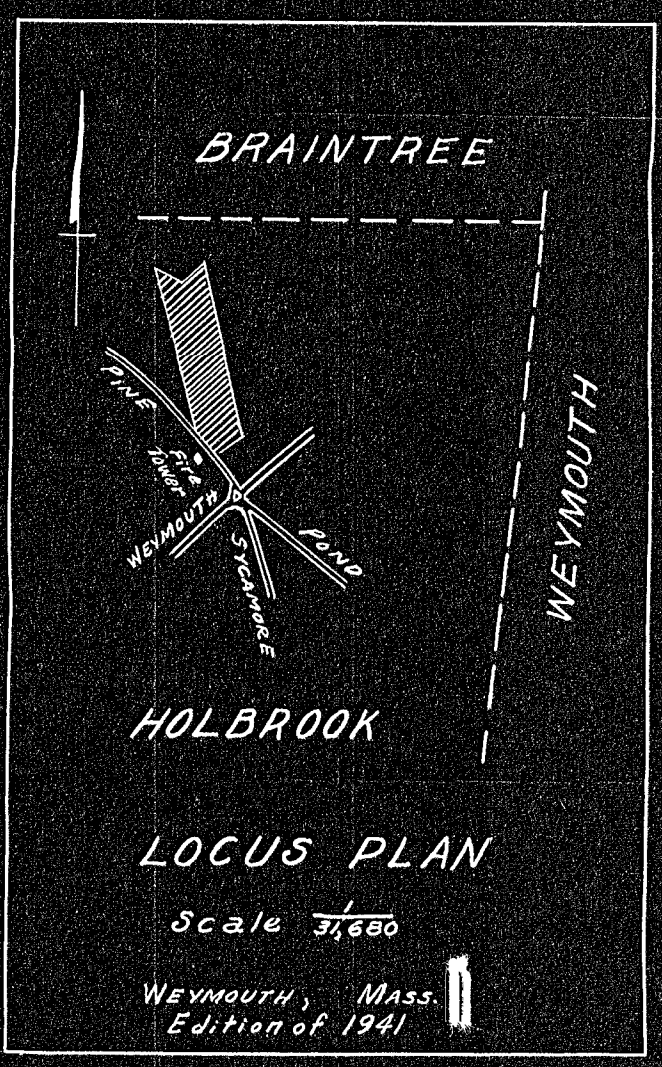 BRAINTREE
PINE
Fire
Tower
WEYMOUTH
SYCAMORE
POND
WEYMOUTH
HOLBROOK
LOCUS PLAN
Scale 1/31,680
WEYMOUTH, MASS.
Edition of 1941